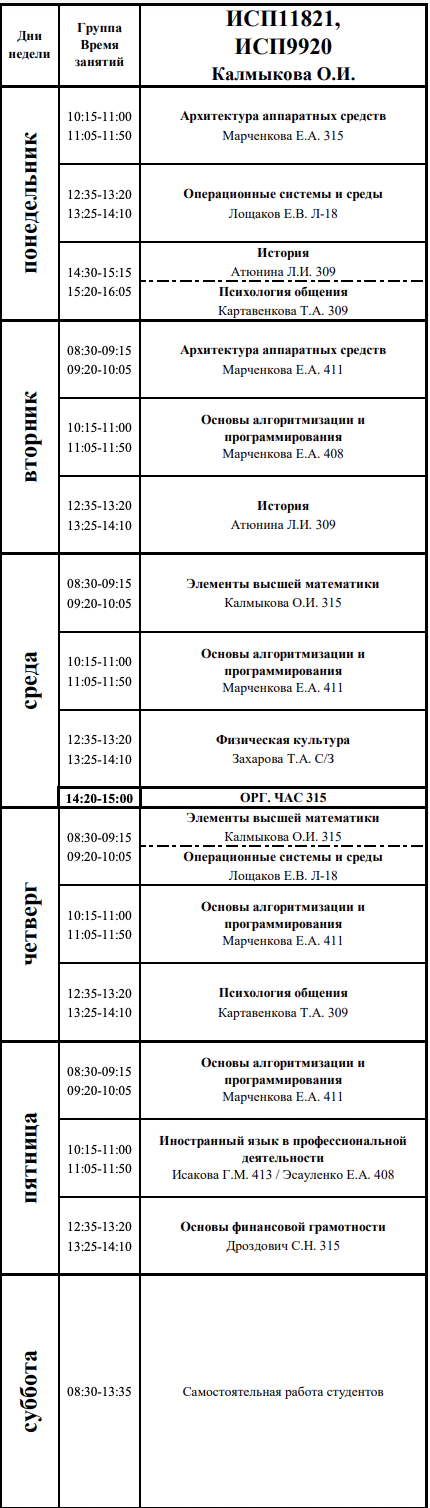 Дни
недели
Группа
Время
занятий
ИСП11821,
ИСП9920
Калмыкова О.И.
понедельник
10:15-11:00
11:05-11:50
Архитектура аппаратных средств
Марченкова Е.А. 315
12:35-13:20
13:25-14:10
Операционные системы и среды
Лощаков Е.В. Л-18
14:30-15:15
15:20-16:05
История
Атюнина Л.И. 309
Психология общения
Картавенкова Т.А. 309
вторник
08:30-09:15
09:20-10:05
Архитектура аппаратных средств
Марченкова Е.А. 411
10:15-11:00
11:05-11:50
Основы алгоритмизации и
программирования
Марченкова Е.А. 408
12:35-13:20
13:25-14:10
История
Атюнина Л.И. 309
среда
08:30-09:15
09:20-10:05
Элементы высшей математики
Калмыкова О.И. 315
10:15-11:00
11:05-11:50
Основы алгоритмизации и
программирования
Марченкова Е.А. 411
12:35-13:20
13:25-14:10
Физическая культура
Захарова Т.А. С/З
14:20-15:00
ОРГ. ЧАС 315
четверг
08:30-09:15
09:20-10:05
Элементы высшей математики
Калмыкова О.И. 315
Операционные системы и среды
Лощаков Е.В. Л-18
10:15-11:00
11:05-11:50
Основы алгоритмизации и
программирования
Марченкова Е.А. 411
12:35-13:20
13:25-14:10
Психология общения
Картавенкова Т.А. 309
пятница
08:30-09:15
09:20-10:05
Основы алгоритмизации и
программирования
Марченкова Е.А. 411
10:15-11:00
11:05-11:50
Иностранный язык в профессиональной
деятельности
Исакова Г.М. 413 / Эсауленко Е.А. 408
12:35-13:20
13:25-14:10
Основы финансовой грамотности
Дроздович С.Н. 315
суббота
08:30-13:35
Самостоятельная работа студентов